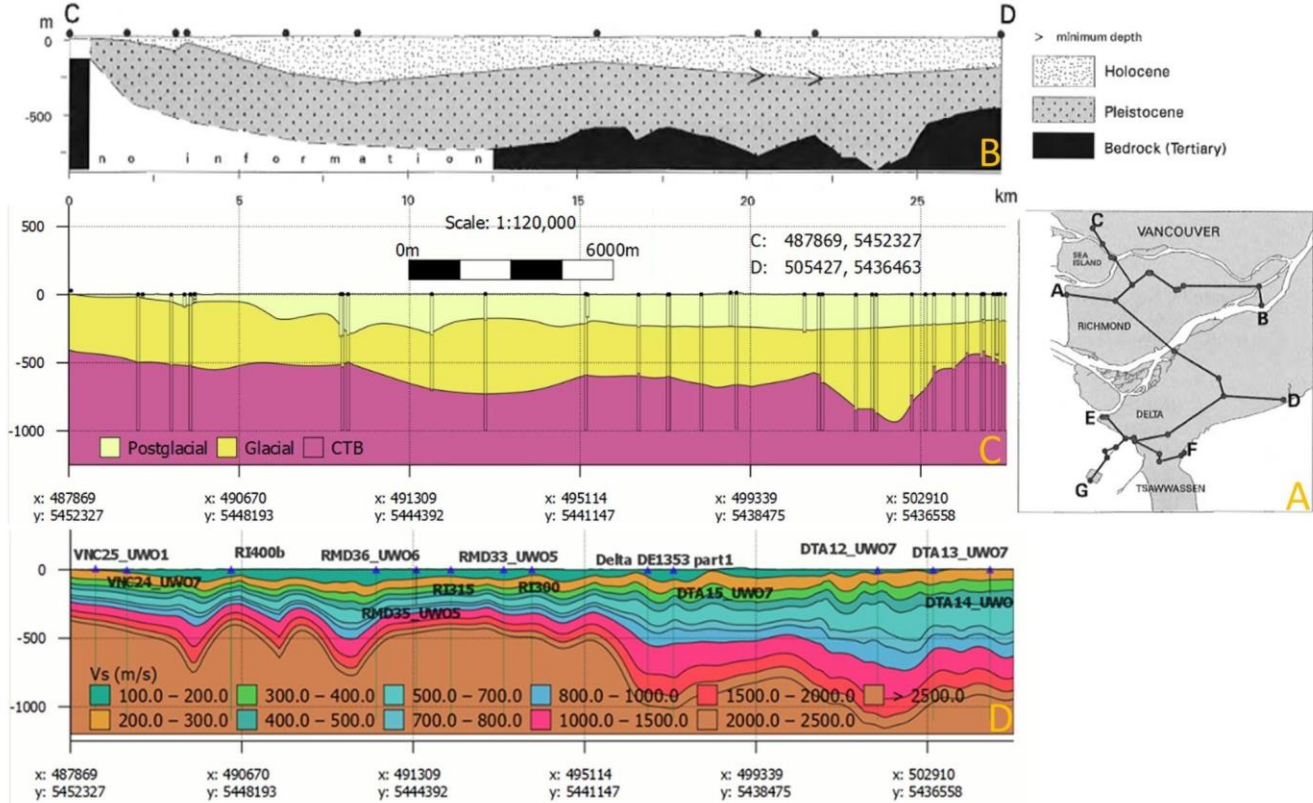 C
D
m
0
-500
no information
B
0
5
10
15
20
25
km
> minimum depth
Holocene
Pleistocene
Bedrock (Tertiary)
500
0
-500
-1000
Scale: 1:120,000
0m
6000m
C: 487869, 5452327
D: 505427, 5436463
Postglacial
Glacial
CTB
C
x: 487869
y: 5452327
x: 490670
y: 5448193
x: 491309
y: 5444392
x: 495114
y: 5441147
x: 499339
y: 5438475
x: 502910
y: 5436558
C
VANCOUVER
SEA
ISLAND
A
RICHMOND
B
E
DELTA
D
F
G
TSAWWASSEN
A
0
-500
-1000
VNC25_UWO1
RI400b
RMD36_UWO6
RMD33_UWO5
Delta DE1353 part1
DTA12_UWO7
DTA13_UWO7
VNC24_UWO7
RI315
RI300
DTA15_UWO7
RMD35_UWO5
DTA14_UWO
Vs (m/s)
100.0 – 200.0
300.0 – 400.0
500.0 – 700.0
800.0 – 1000.0
1500.0 – 2000.0
> 2500.0
200.0 – 300.0
400.0 – 500.0
700.0 – 800.0
1000.0 – 1500.0
2000.0 – 2500.0
D
x: 487869
y: 5452327
x: 490670
y: 5448193
x: 491309
y: 5444392
x: 495114
y: 5441147
x: 499339
y: 5438475
x: 502910
y: 5436558